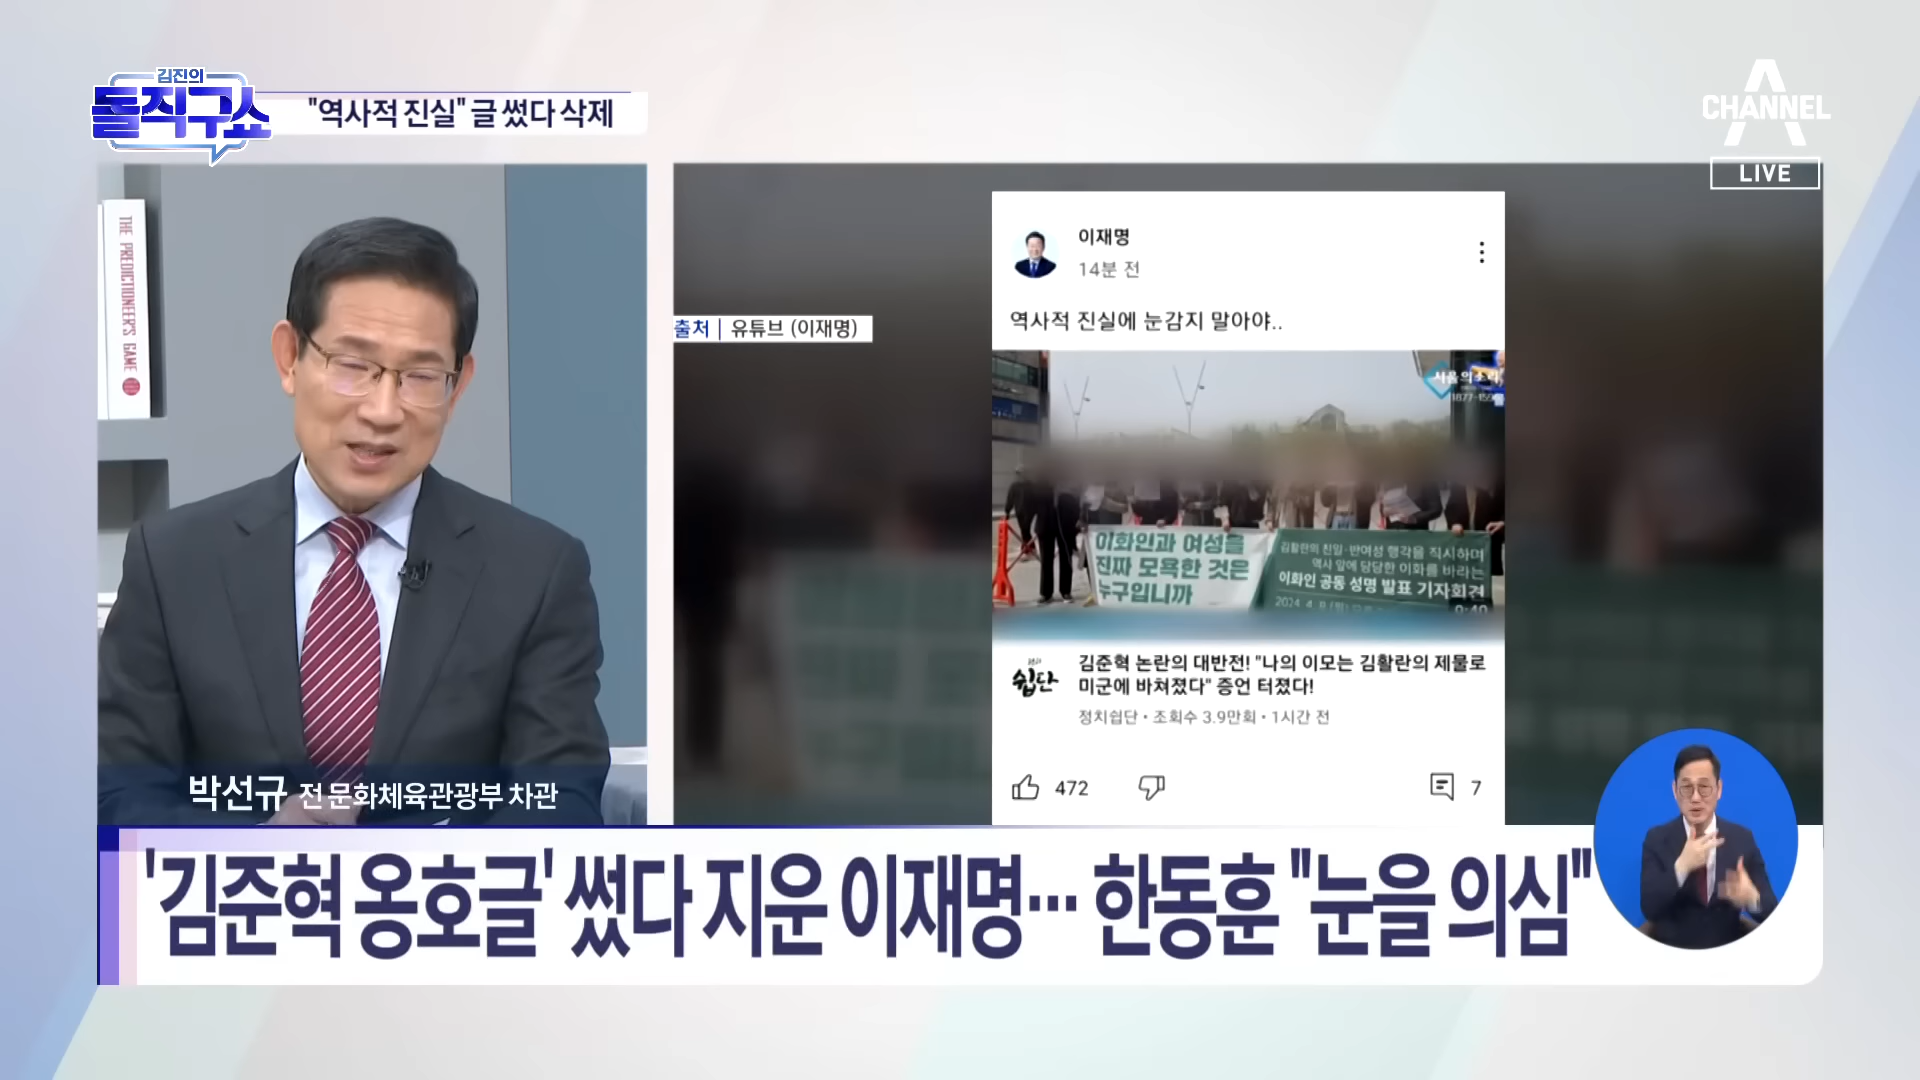 김진의
돌직구쇼
"역사적 진실" 글 썼다 삭제
CHANNEL A
LIVE
THE PREDICTIONEER'S GAME
출처 | 유튜브 (이재명)
이재명
14분 전
역사적 진실에 눈감지 말아야..
서울의소리
이화인과 여성을
진짜 모욕한 것은
누구입니까
김활란의 친일·반여성 행각을 직시하며
역사 앞에 당당한 이화를 바라는
이화인 공동 성명 발표 기자회견
0:40
쉽단
김준혁 논란의 대반전! "나의 이모는 김활란의 제물로
미군에 바쳐졌다" 증언 터졌다!
정치쉽단 • 조회수 3.9만회 • 1시간 전
472
7
박선규 전 문화체육관광부 차관
'김준혁 옹호글' 썼다 지운 이재명… 한동훈 "눈을 의심"